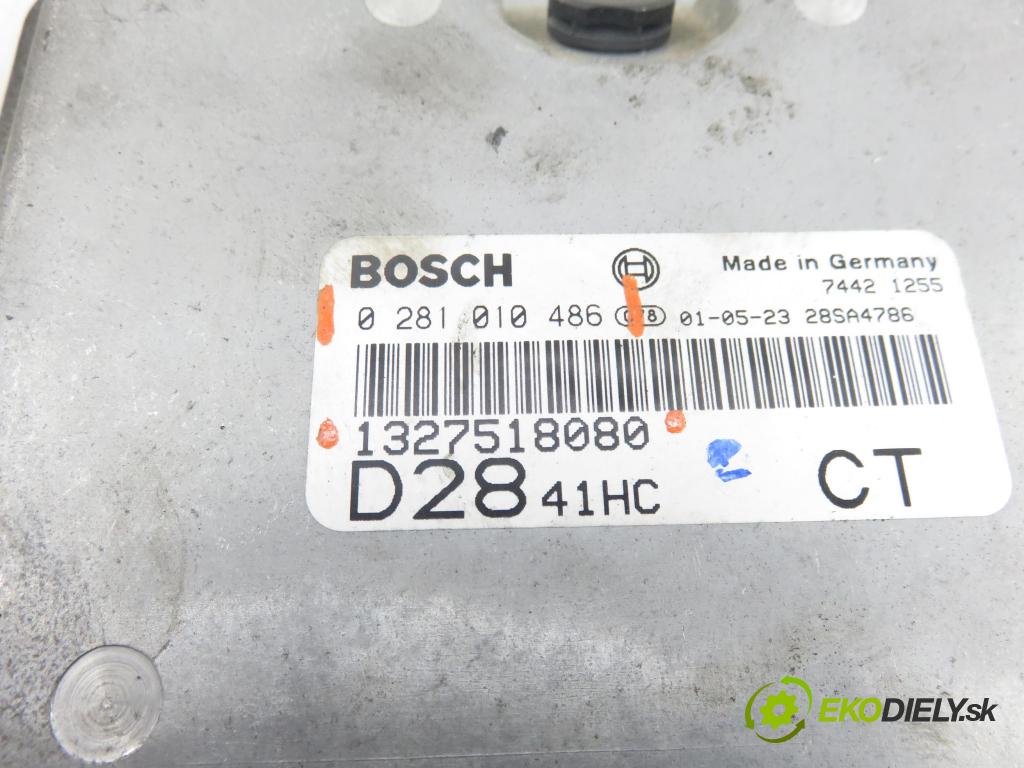 BOSCH
Made in Germany
7442 1255
0 281 010 486 01-05-23 28SA4786
1327518080
D28 41HC CT
EKODIELY.sk